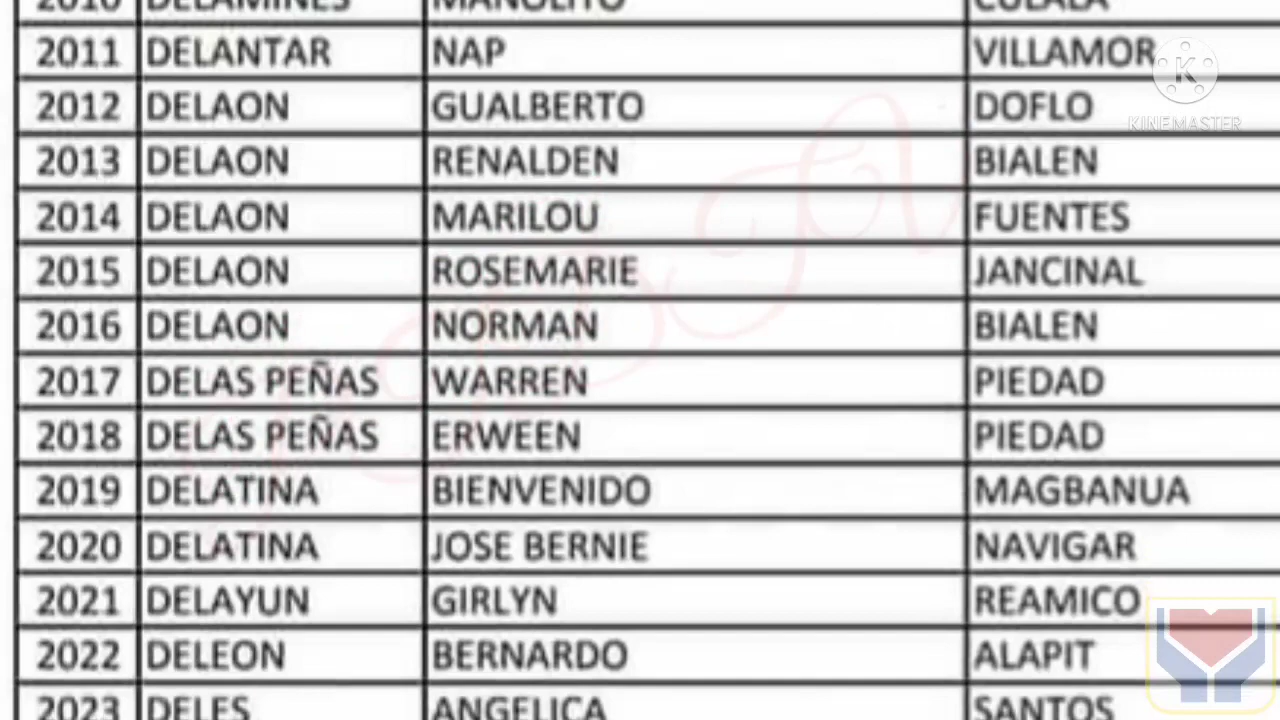 2010 DELAMINES MANOLITO CULALA
2011 DELANTAR NAP VILLAMOR
2012 DELAON GUALBERTO DOFLO
2013 DELAON RENALDEN BIALEN
2014 DELAON MARILOU FUENTES
2015 DELAON ROSEMARIE JANCINAL
2016 DELAON NORMAN BIALEN
2017 DELAS PEÑAS WARREN PIEDAD
2018 DELAS PEÑAS ERWEEN PIEDAD
2019 DELATINA BIENVENIDO MAGBANUA
2020 DELATINA JOSE BERNIE NAVIGAR
2021 DELAYUN GIRLYN REAMICO
2022 DELEON BERNARDO ALAPIT
2023 DELES ANGELICA SANTOS
K
KINEMASTER